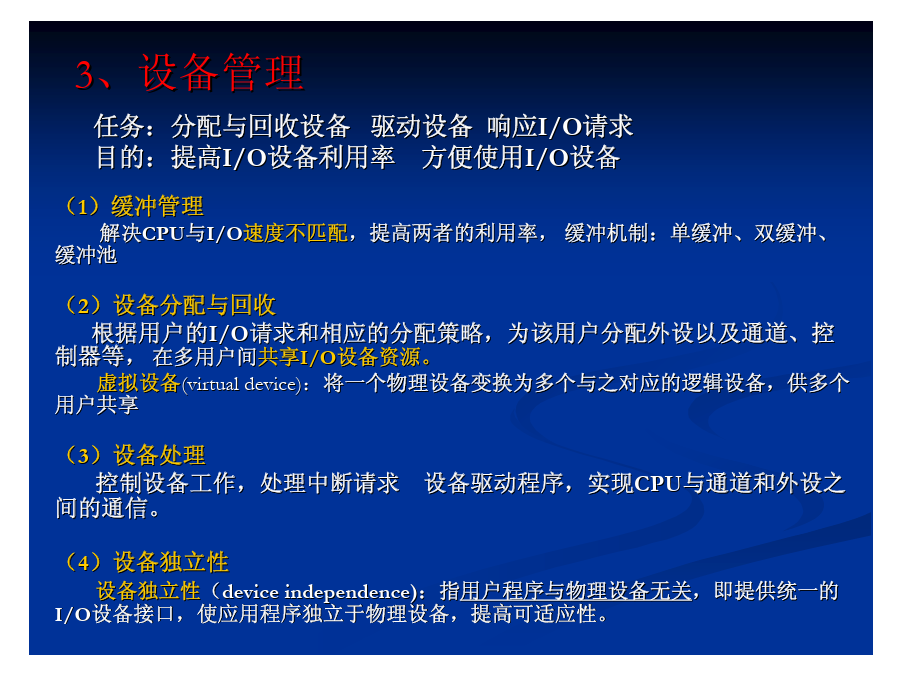 3、设备管理
任务：分配与回收设备 驱动设备 响应I/O请求
目的：提高I/O设备利用率 方便使用I/O设备
（1）缓冲管理
解决CPU与I/O速度不匹配，提高两者的利用率， 缓冲机制：单缓冲、双缓冲、
缓冲池
（2）设备分配与回收
根据用户的I/O请求和相应的分配策略，为该用户分配外设以及通道、控
制器等， 在多用户间共享I/O设备资源。
虚拟设备(virtual device)：将一个物理设备变换为多个与之对应的逻辑设备，供多个
用户共享
（3）设备处理
控制设备工作，处理中断请求 设备驱动程序，实现CPU与通道和外设之
间的通信。
（4）设备独立性
设备独立性（device independence)：指用户程序与物理设备无关，即提供统一的
I/O设备接口，使应用程序独立于物理设备，提高可适应性。